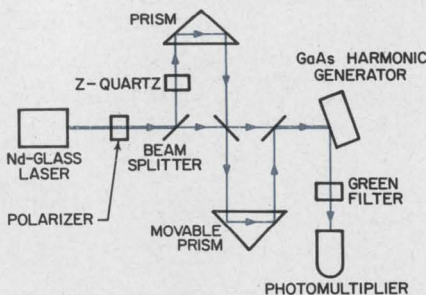 PRISM
GaAs HARMONIC
GENERATOR
Z-QUARTZ
Nd-GLASS
LASER
BEAM
SPLITTER
POLARIZER
MOVABLE
PRISM
GREEN
FILTER
PHOTOMULTIPLIER